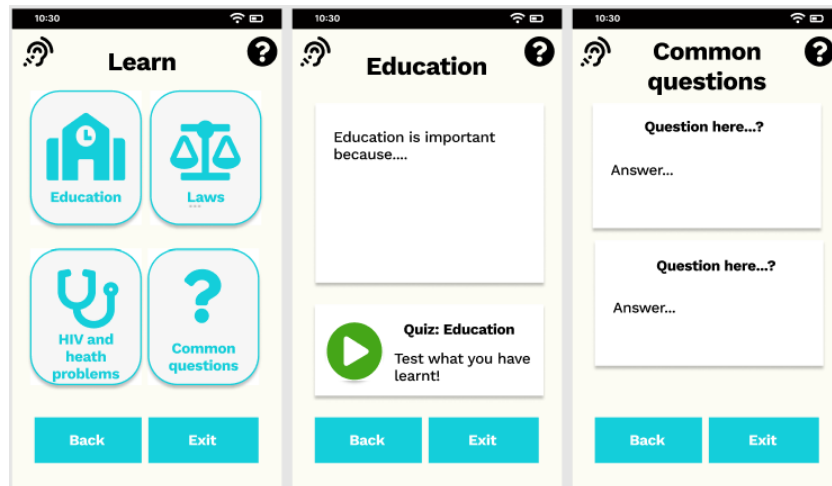 10:30
Learn
Education
Laws
HIV and
heath
problems
Common
questions
Back
Exit
10:30
Education
Education is important
because....
Quiz: Education
Test what you have
learnt!
Back
Exit
10:30
Common
questions
Question here...?
Answer...
Question here...?
Answer...
Back
Exit